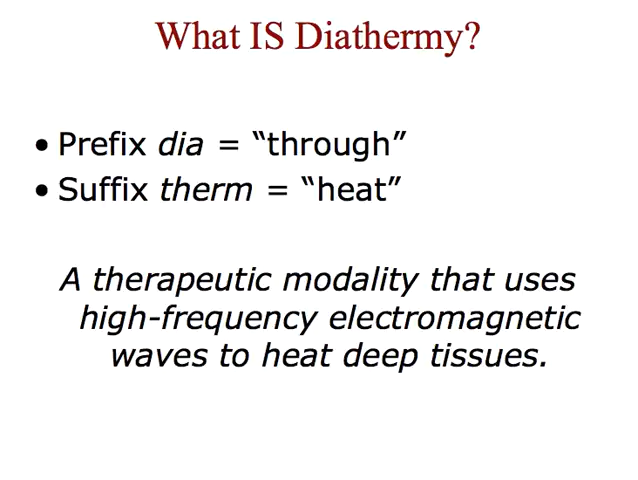 What IS Diathermy?
• Prefix dia = “through”
• Suffix therm = “heat”
A therapeutic modality that uses
high-frequency electromagnetic
waves to heat deep tissues.